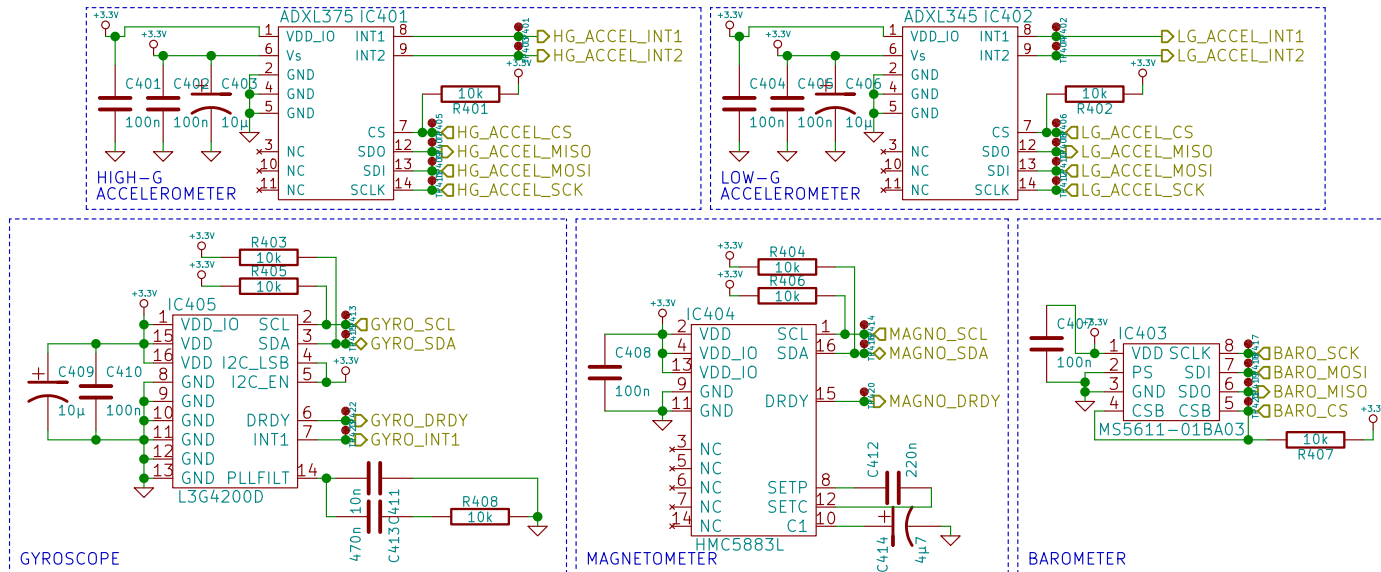 ADXL375 IC401
+3.3V
+3.3V
1 VDD_IO INT1 8 HG_ACCEL_INT1
6 Vs INT2 9 HG_ACCEL_INT2
2 GND
4 GND
5 GND
+3.3V
10k
R401
C401 C402 C403
100n 100n 10µ
CS 7 HG_ACCEL_CS
3 NC SDO 12 HG_ACCEL_MISO
10 NC SDI 13 HG_ACCEL_MOSI
11 NC SCLK 14 HG_ACCEL_SCK
HIGH-G
ACCELEROMETER
ADXL345 IC402
+3.3V
+3.3V
1 VDD_IO INT1 8 LG_ACCEL_INT1
6 Vs INT2 9 LG_ACCEL_INT2
2 GND
4 GND
5 GND
+3.3V
10k
R402
C404 C405 C406
100n 100n 10µ
CS 7 LG_ACCEL_CS
3 NC SDO 12 LG_ACCEL_MISO
10 NC SDI 13 LG_ACCEL_MOSI
11 NC SCLK 14 LG_ACCEL_SCK
LOW-G
ACCELEROMETER
+3.3V
R403
10k
+3.3V
R405
10k
+3.3V
IC405
1 VDD_IO SCL 2 GYRO_SCL
15 VDD SDA 3 GYRO_SDA
16 VDD I2C_LSB 4
8 GND I2C_EN 5
+3.3V
9 GND
10 GND DRDY 6 GYRO_DRDY
11 GND INT1 7 GYRO_INT1
12 GND
13 GND PLLFILT 14
L3G4200D
C409 C410
10µ 100n
10n C411
470n C413
R408
10k
GYROSCOPE
+3.3V
R404
10k
+3.3V
R406
10k
+3.3V
IC404
2 VDD SCL 1 MAGNO_SCL
4 VDD_IO SDA 16 MAGNO_SDA
13 VDD_IO
9 GND DRDY 15 MAGNO_DRDY
11 GND
3 NC
5 NC
6 NC SETP 8
7 NC SETC 12
14 NC C1 10
HMC5883L
C408
100n
C412
220n
C414
4µ7
MAGNETOMETER
C407
100n
+3.3V
IC403
1 VDD SCLK 8 BARO_SCK
2 PS SDI 7 BARO_MOSI
3 GND SDO 6 BARO_MISO
4 CSB CSB 5 BARO_CS
MS5611-01BA03
+3.3V
10k
R407
BAROMETER